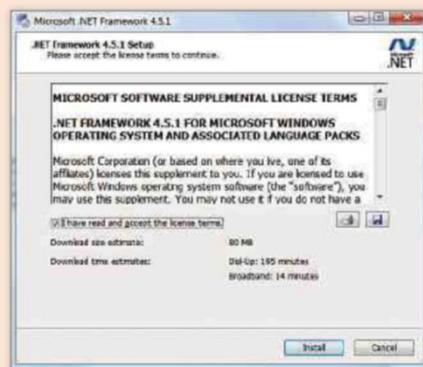 Microsoft .NET Framework 4.5.1
.NET Framework 4.5.1 Setup
Please accept the license terms to continue.
Microsoft
.NET
MICROSOFT SOFTWARE SUPPLEMENTAL LICENSE TERMS
.NET FRAMEWORK 4.5.1 FOR MICROSOFT WINDOWS
OPERATING SYSTEM AND ASSOCIATED LANGUAGE PACKS
Microsoft Corporation (or based on where you live, one of its
affiliates) licenses this supplement to you. If you are licensed to use
Microsoft Windows operating system software (the "software"), you
may use this supplement. You may not use it if you do not have a
I have read and accept the license terms.
Download size estimate: 80 MB
Download time estimates: Dial-Up: 195 minutes
Broadband: 14 minutes
Install Cancel